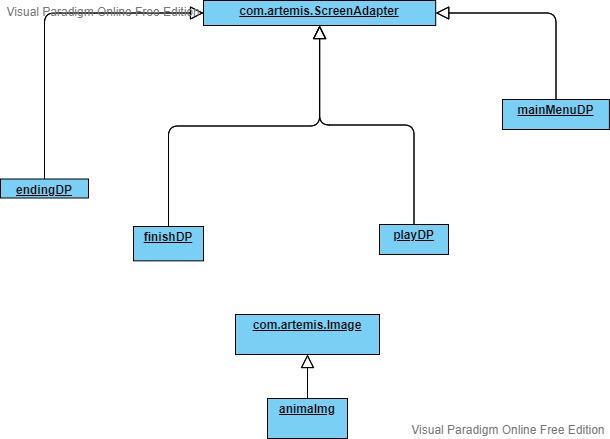 Visual Paradigm Online Free Edition
com.artemis.ScreenAdapter
mainMenuDP
endingDP
finishDP
playDP
com.artemis.Image
animaImg
Visual Paradigm Online Free Edition